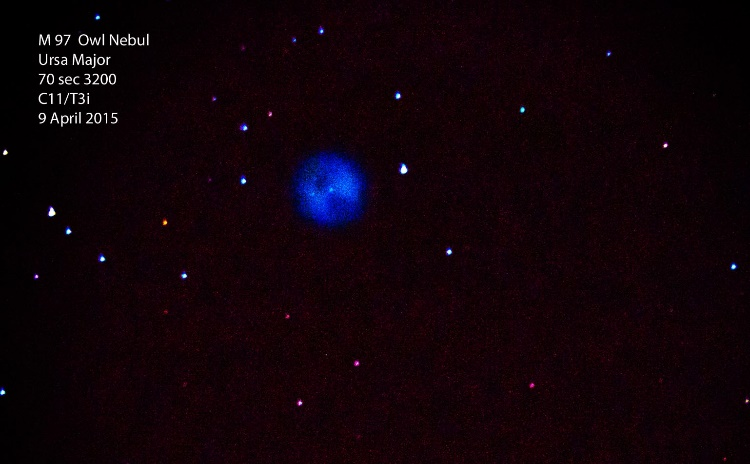 M 97  Owl Nebul
Ursa Major
70 sec 3200
C11/T3i
9 April 2015